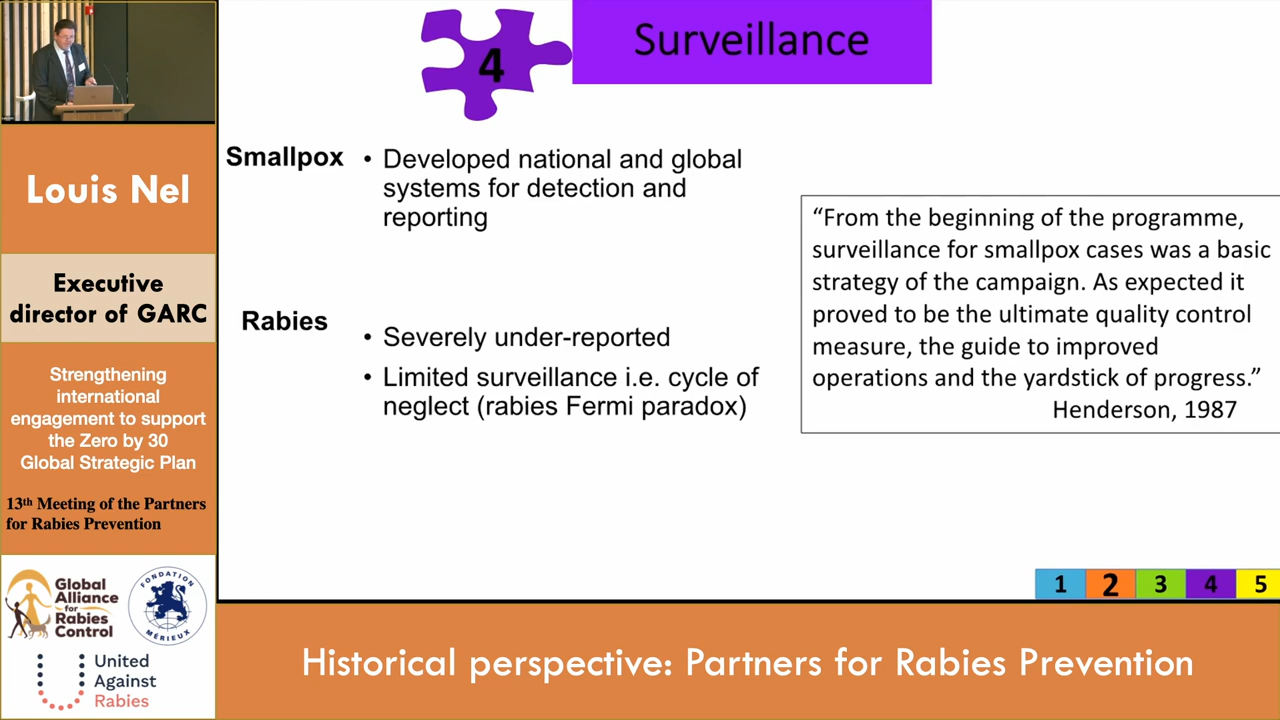 Louis Nel
Executive
director of GARC
Strengthening
international
engagement to support
the Zero by 30
Global Strategic Plan
13th Meeting of the Partners
for Rabies Prevention
Global
Alliance
for
Rabies
Control
FONDATION
MÉRIEUX
United
Against
Rabies
4
Surveillance
Smallpox
• Developed national and global
systems for detection and
reporting
Rabies
• Severely under-reported
• Limited surveillance i.e. cycle of
neglect (rabies Fermi paradox)
“From the beginning of the programme,
surveillance for smallpox cases was a basic
strategy of the campaign. As expected it
proved to be the ultimate quality control
measure, the guide to improved
operations and the yardstick of progress.”
Henderson, 1987
1 2 3 4 5
Historical perspective: Partners for Rabies Prevention